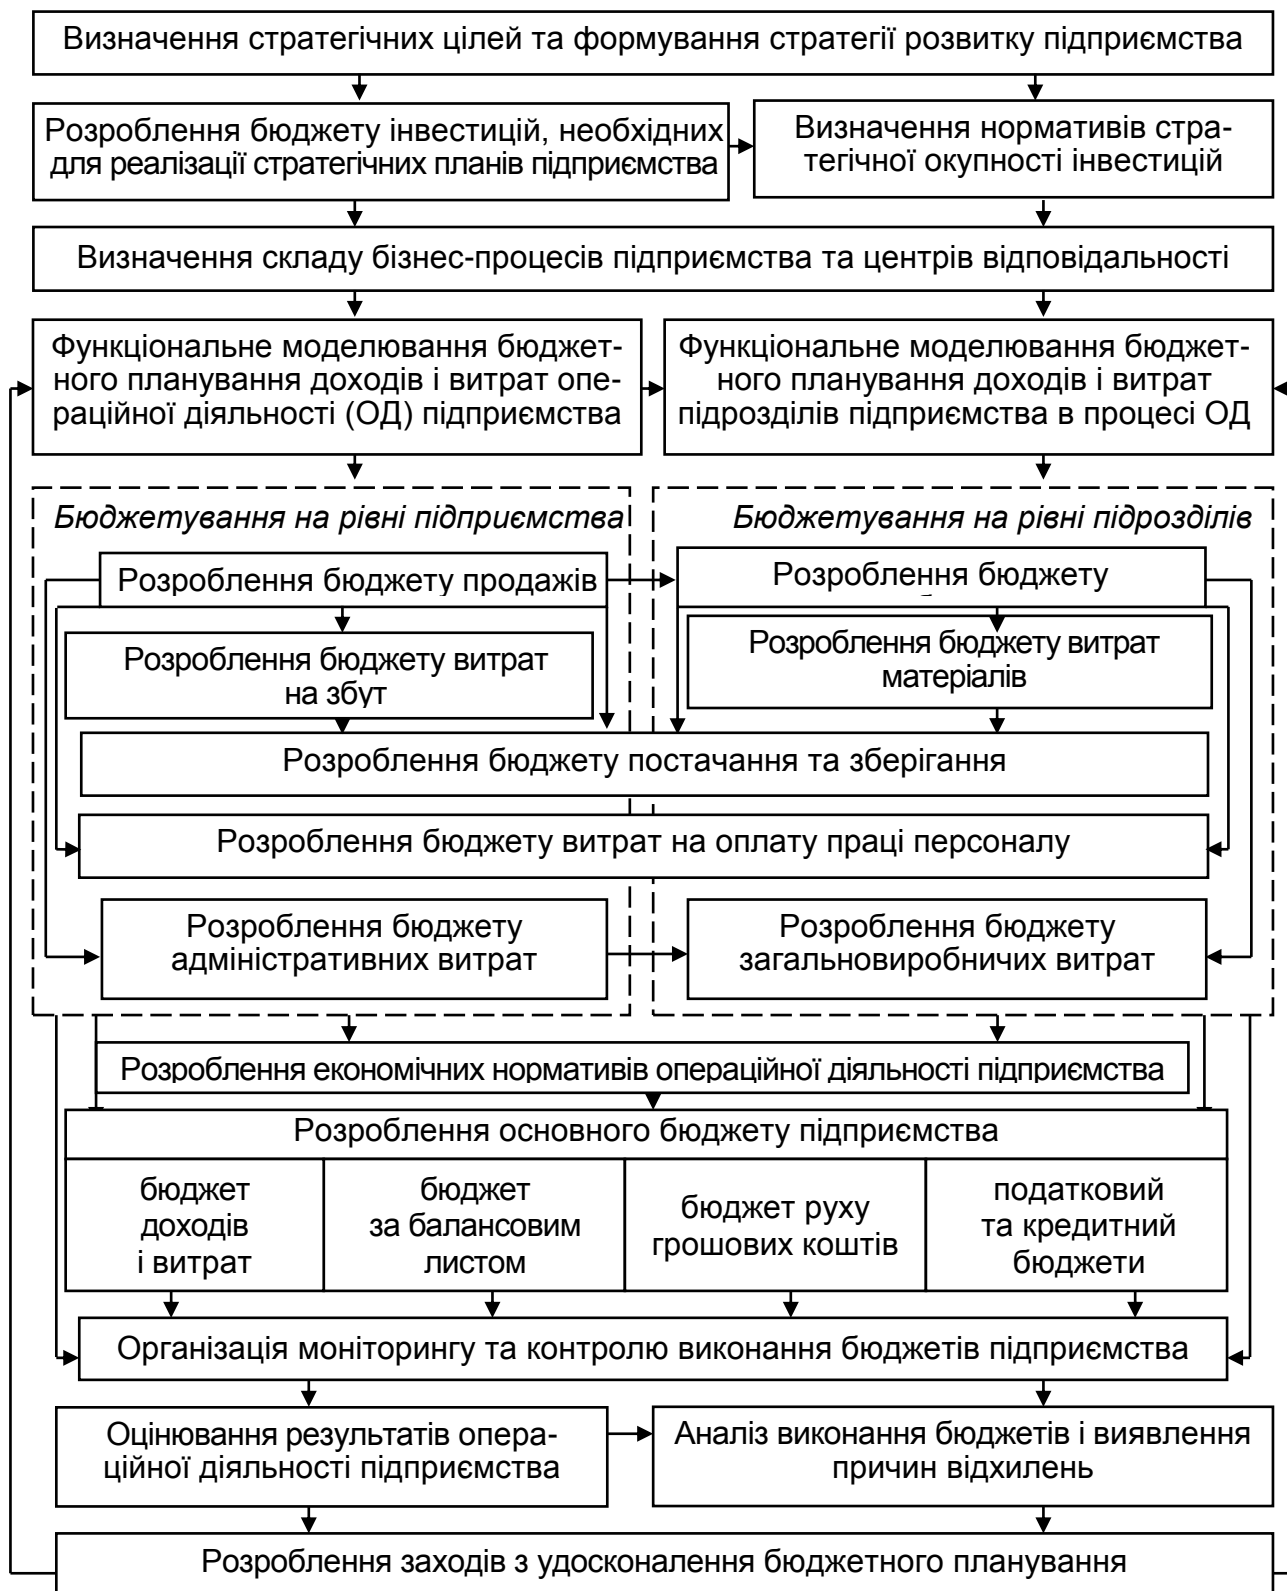 Визначення стратегічних цілей та формування стратегії розвитку підприємства
Розроблення бюджету інвестицій, необхідних
для реалізації стратегічних планів підприємства
Визначення нормативів стра-
тегічної окупності інвестицій
Визначення складу бізнес-процесів підприємства та центрів відповідальності
Функціональне моделювання бюджет-
ного планування доходів і витрат опе-
раційної діяльності (ОД) підприємства
Функціональне моделювання бюджет-
ного планування доходів і витрат
підрозділів підприємства в процесі ОД
Бюджетування на рівні підприємства
Бюджетування на рівні підрозділів
Розроблення бюджету продажів
Розроблення бюджету
Розроблення бюджету витрат
на збут
Розроблення бюджету витрат
матеріалів
Розроблення бюджету постачання та зберігання
Розроблення бюджету витрат на оплату праці персоналу
Розроблення бюджету
адміністративних витрат
Розроблення бюджету
загальновиробничих витрат
Розроблення економічних нормативів операційної діяльності підприємства
Розроблення основного бюджету підприємства
бюджет
доходів
і витрат
бюджет
за балансовим
листом
бюджет руху
грошових коштів
податковий
та кредитний
бюджети
Організація моніторингу та контролю виконання бюджетів підприємства
Оцінювання результатів опера-
ційної діяльності підприємства
Аналіз виконання бюджетів і виявлення
причин відхилень
Розроблення заходів з удосконалення бюджетного планування